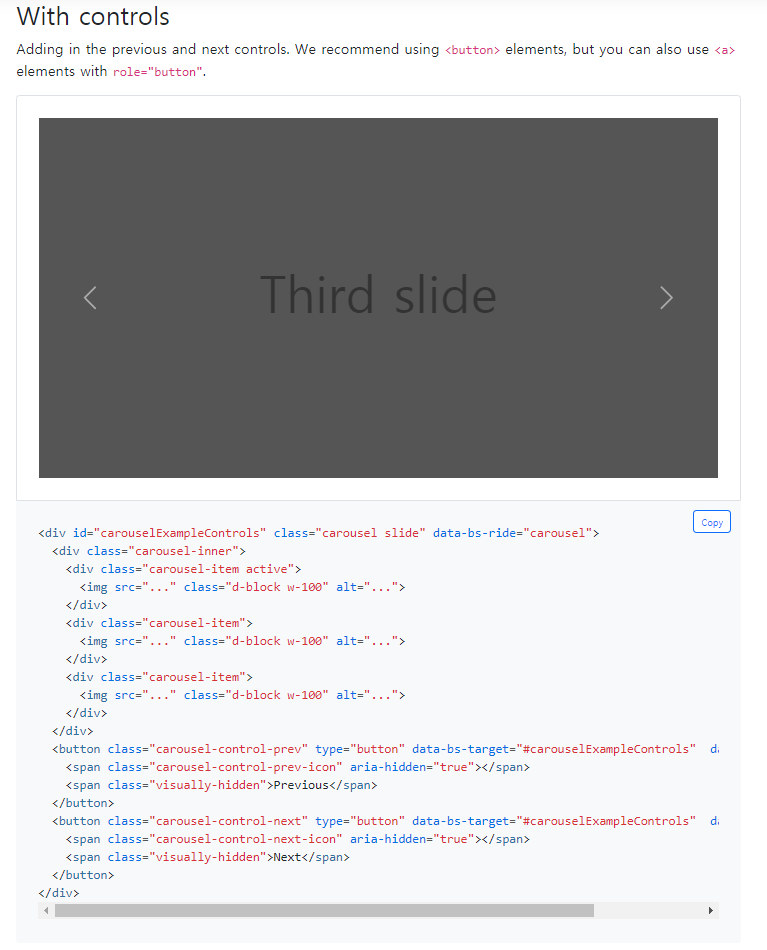 With controls
Adding in the previous and next controls. We recommend using <button> elements, but you can also use <a>
elements with role="button".
Third slide
Copy
<div id="carouselExampleControls" class="carousel slide" data-bs-ride="carousel">
  <div class="carousel-inner">
    <div class="carousel-item active">
      <img src="..." class="d-block w-100" alt="...">
    </div>
    <div class="carousel-item">
      <img src="..." class="d-block w-100" alt="...">
    </div>
    <div class="carousel-item">
      <img src="..." class="d-block w-100" alt="...">
    </div>
  </div>
  <button class="carousel-control-prev" type="button" data-bs-target="#carouselExampleControls"
    <span class="carousel-control-prev-icon" aria-hidden="true"></span>
    <span class="visually-hidden">Previous</span>
  </button>
  <button class="carousel-control-next" type="button" data-bs-target="#carouselExampleControls"
    <span class="carousel-control-next-icon" aria-hidden="true"></span>
    <span class="visually-hidden">Next</span>
  </button>
</div>